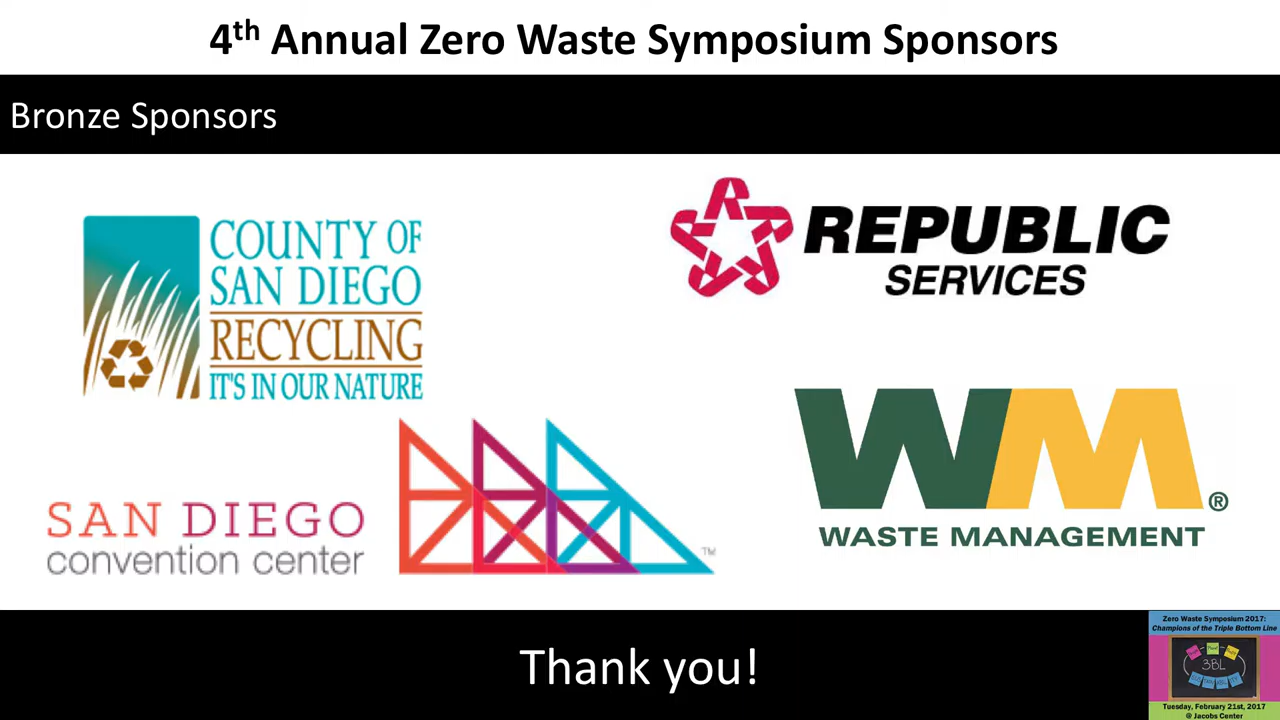 4th Annual Zero Waste Symposium Sponsors
Bronze Sponsors
COUNTY OF
SAN DIEGO
RECYCLING
IT'S IN OUR NATURE
REPUBLIC
SERVICES
SAN DIEGO
convention center
™
WM®
WASTE MANAGEMENT
Thank you!
Zero Waste Symposium 2017:
Champions of the Triple Bottom Line
3BL
Tuesday, February 21st, 2017
@ Jacobs Center